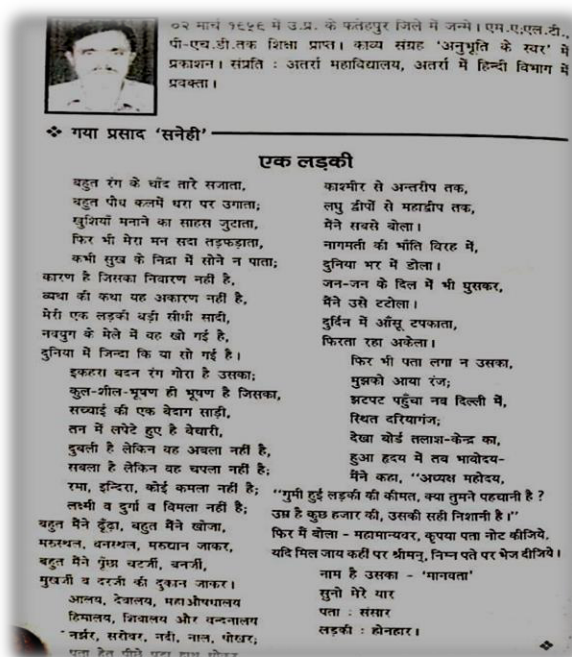 ०२ मार्च १९५६ में उ.प्र. के फतेहपुर जिले में जन्मे। एम.ए,एल.टी.,
पी-एच.डी.तक शिक्षा प्राप्त। काव्य संग्रह 'अनुभूति के स्वर' में
प्रकाशन। संप्रति : अतर्रा महाविद्यालय, अतर्रा में हिन्दी विभाग में
प्रवक्ता।
❖ गया प्रसाद 'सनेही'
एक लड़की
बहुत रंग के चाँद तारे सजाता,
बहुत पौध कलमें धरा पर उगाता;
खुशियाँ मनाने का साहस जुटाता,
फिर भी मेरा मन सदा तड़फड़ाता,
कभी सुख के निद्रा में सोने न पाता;
कारण है जिसका निवारण नहीं है,
व्यथा की कथा यह अकारण नहीं है,
मेरी एक लड़की बड़ी सीधी सादी,
नवयुग के मेले में वह खो गई है,
दुनिया में जिन्दा कि या सो गई है।
इकहरा बदन रंग गोरा है उसका;
कुल-शील-भूषण ही भूषण है जिसका,
सच्चाई की एक बेदाग साड़ी,
तन में लपेटे हुए है बेचारी,
दुबली है लेकिन वह अबला नहीं है,
सबला है लेकिन वह चपला नहीं है;
रमा, इन्दिरा, कोई कमला नहीं है;
लक्ष्मी व दुर्गा व विमला नहीं है;
बहुत मैंने ढूँढ़ा, बहुत मैंने खोजा,
मरुस्थल, वनस्थल, मरुद्यान जाकर,
बहुत मैंने पूँछा चटर्जी, बनर्जी,
मुखर्जी व दरजी की दुकान जाकर।
आलय, देवालय, महाऔषधालय
हिमालय, शिवालय और वन्दनालय
नर्झर, सरोवर, नदी, नाल, पोखर;
पता हेतु पीछे पड़ा हाथ धोकर
काश्मीर से अन्तरीप तक,
लघु द्वीपों से महाद्वीप तक,
मैंने सबसे बोला।
नागमती की भाँति विरह में,
दुनिया भर में डोला।
जन-जन के दिल में भी घुसकर,
मैंने उसे टटोला।
दुर्दिन में आँसू टपकाता,
फिरता रहा अकेला।
फिर भी पता लगा न उसका,
मुझको आया रंज;
झटपट पहुँचा नव दिल्ली में,
स्थित दरियागंज;
देखा बोर्ड तलाश-केन्द्र का,
हुआ हृदय में तब भावोदय-
मैंने कहा, "अध्यक्ष महोदय,
"गुमी हुई लड़की की कीमत, क्या तुमने पहचानी है ?
उम्र है कुछ हजार की, उसकी सही निशानी है।"
फिर मैं बोला - महामान्यवर, कृपया पता नोट कीजिये,
यदि मिल जाय कहीं पर श्रीमन्, निम्न पते पर भेज दीजिये।
नाम है उसका - 'मानवता'
सुनो मेरे यार
पता : संसार
लड़की : होनहार।